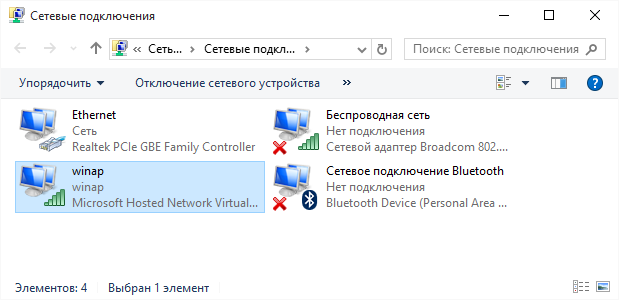 Сетевые подключения
« Сеть... › Сетевые подкл... ›
Поиск: Сетевые подключения
Упорядочить Отключение сетевого устройства »
Ethernet
Сеть
Realtek PCIe GBE Family Controller
Беспроводная сеть
Нет подключения
Сетевой адаптер Broadcom 802....
winap
winap
Microsoft Hosted Network Virtual...
Сетевое подключение Bluetooth
Нет подключения
Bluetooth Device (Personal Area ...
Элементов: 4 Выбран 1 элемент